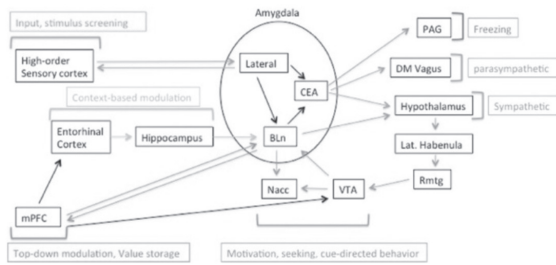 Amygdala
Input, stimulus screening
High-order
Sensory cortex
Lateral
CEA
PAG
Freezing
DM Vagus
parasympathetic
Context-based modulation
Hypothalamus
Sympathetic
Entorhinal
Cortex
Hippocampus
BLn
Lat. Habenula
Nacc
VTA
Rmtg
mPFC
Top-down modulation, Value storage
Motivation, seeking, cue-directed behavior